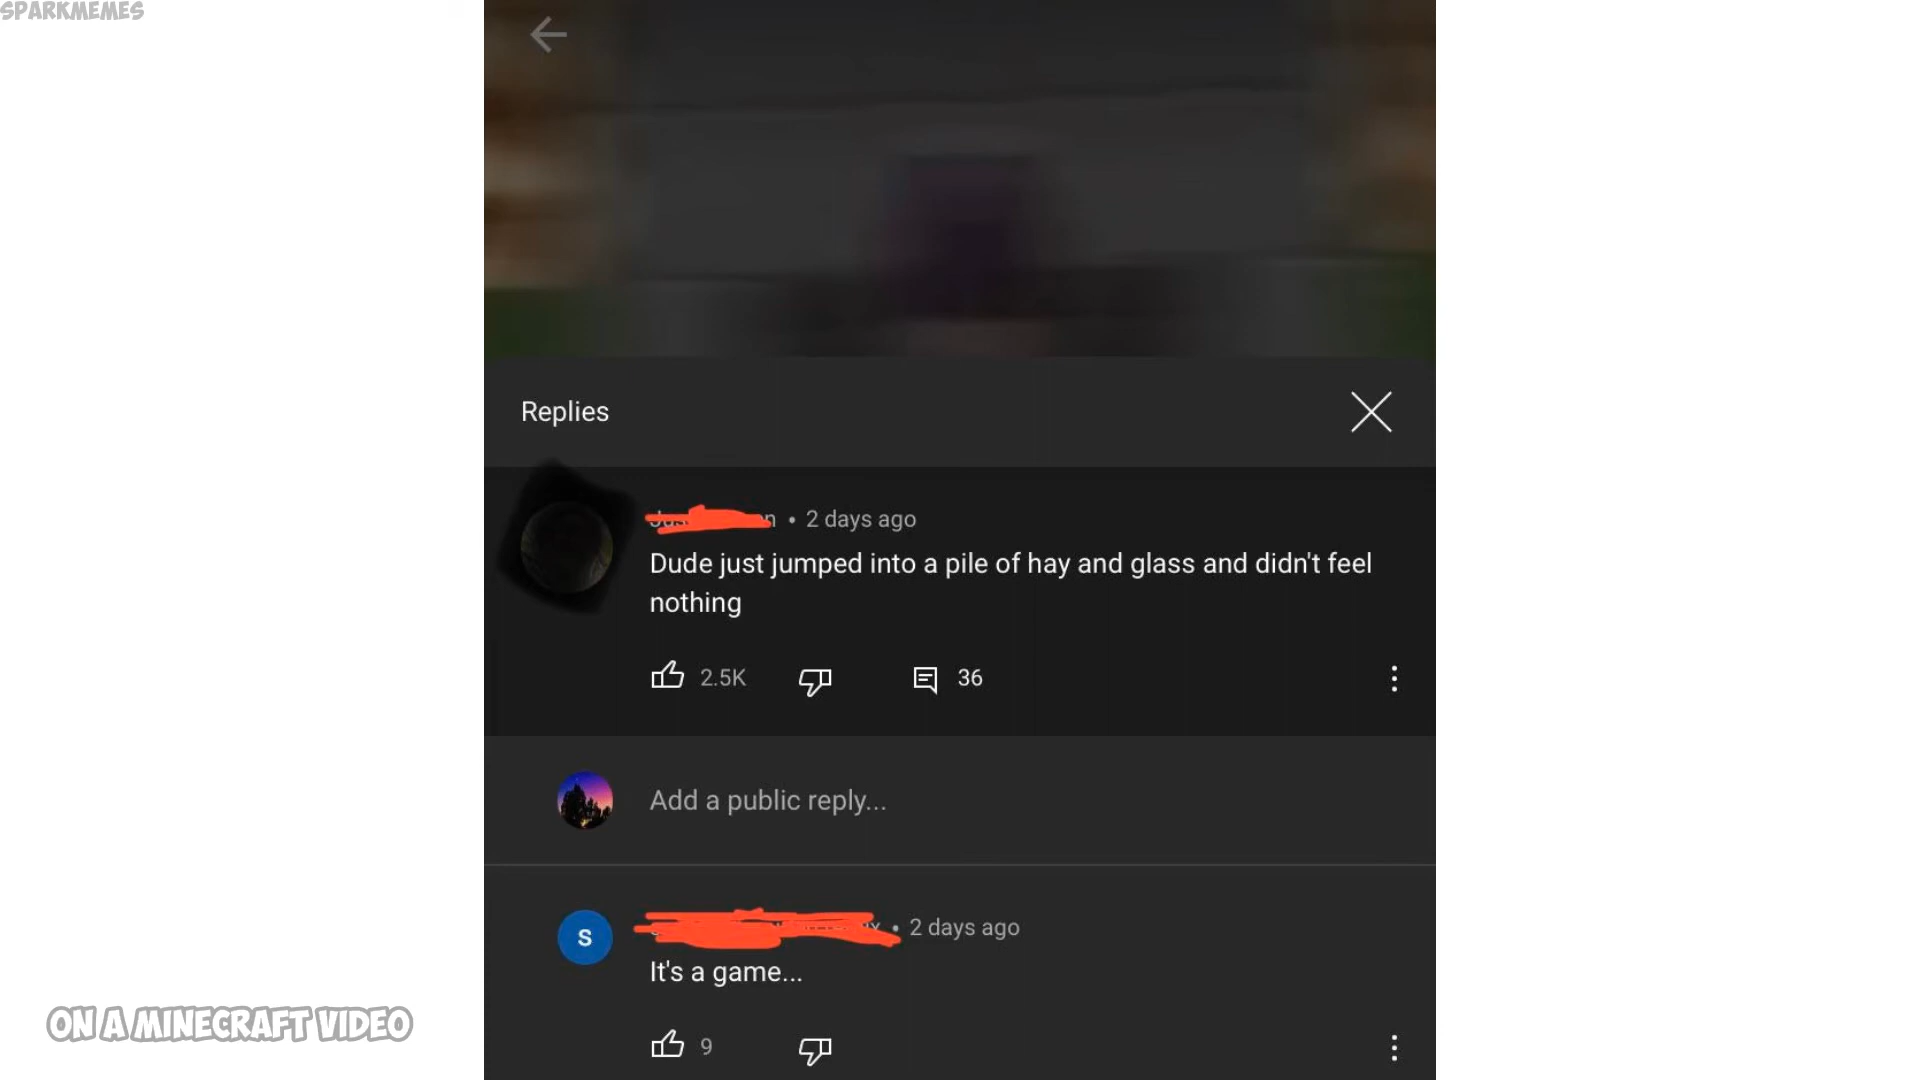 SPARKMEMES
Replies
• 2 days ago
Dude just jumped into a pile of hay and glass and didn't feel
nothing
2.5K 36
Add a public reply...
S
• 2 days ago
It's a game...
ON A MINECRAFT VIDEO
9